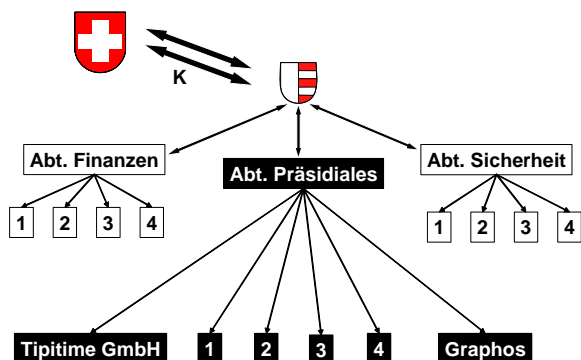 K
Abt. Finanzen
Abt. Präsidiales
Abt. Sicherheit
1 2 3 4
1 2 3 4
Tipitime GmbH 1 2 3 4 Graphos